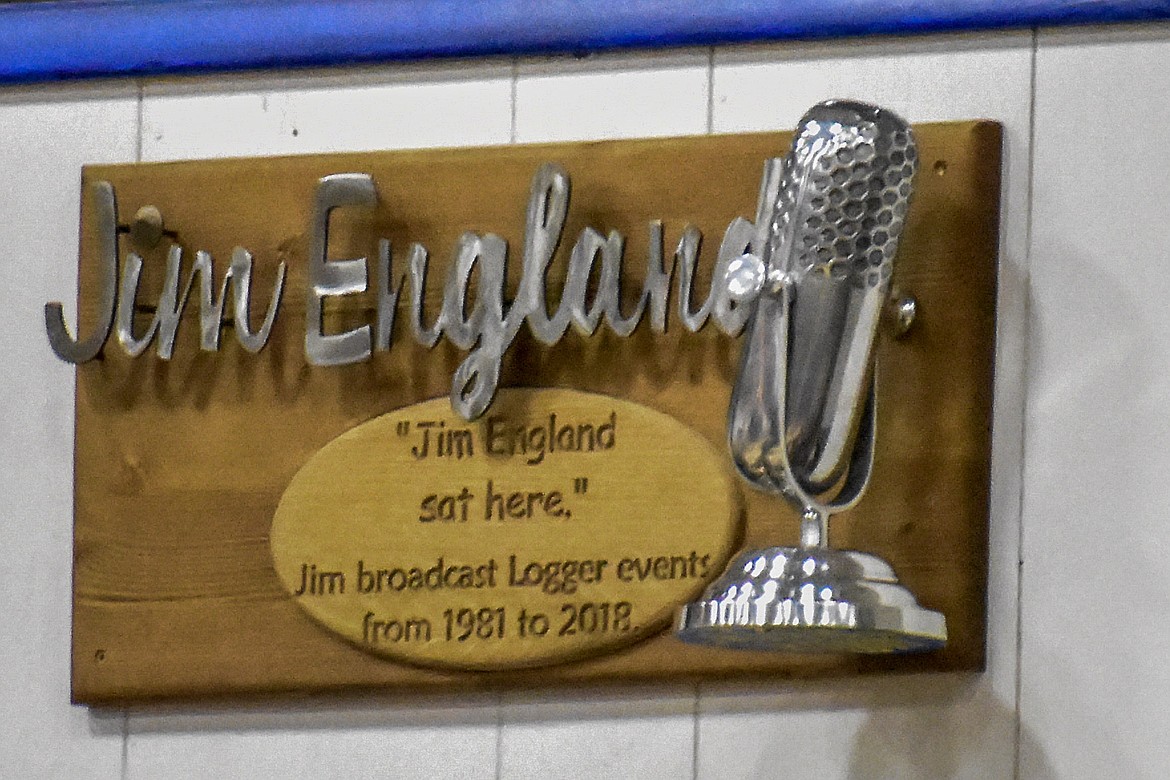 Jim England
"Jim England
sat here,"
Jim broadcast Logger events
from 1981 to 2018.